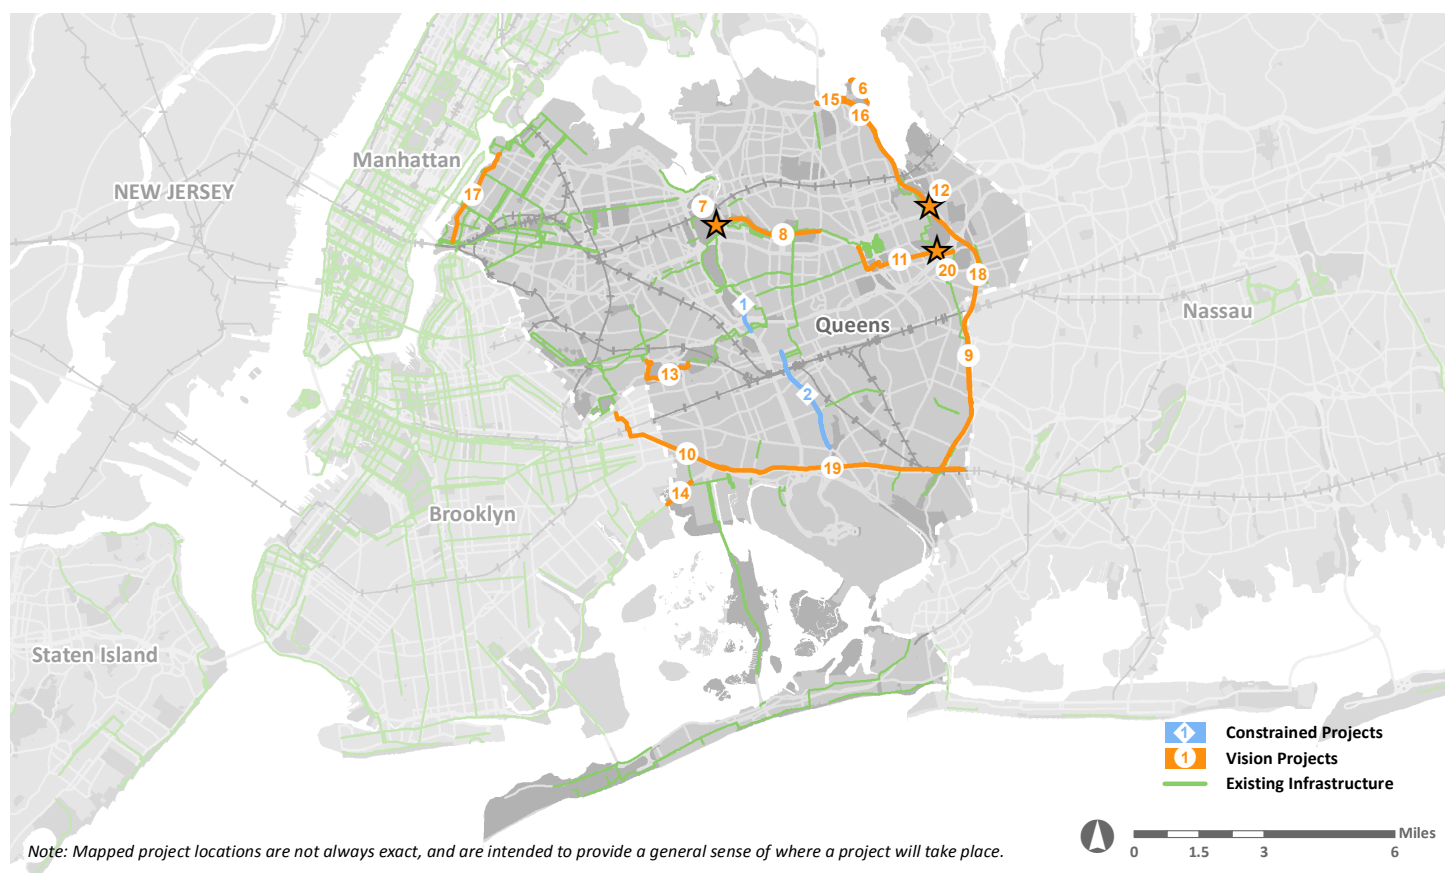 6
15
16
Manhattan
NEW JERSEY
17
12
7
8
11
20
18
1
Nassau
Queens
9
13
2
10
19
14
Brooklyn
Staten Island
1 Constrained Projects
1 Vision Projects
Existing Infrastructure
Miles
0 1.5 3 6
Note: Mapped project locations are not always exact, and are intended to provide a general sense of where a project will take place.